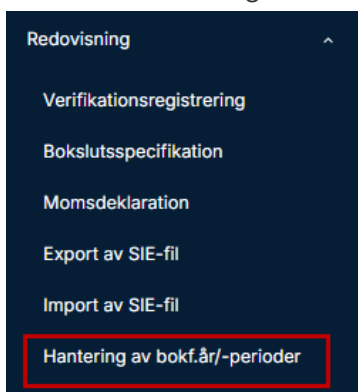 Redovisning
Verifikationsregistrering
Bokslutsspecifikation
Momsdeklaration
Export av SIE-fil
Import av SIE-fil
Hantering av bokf.år/-perioder